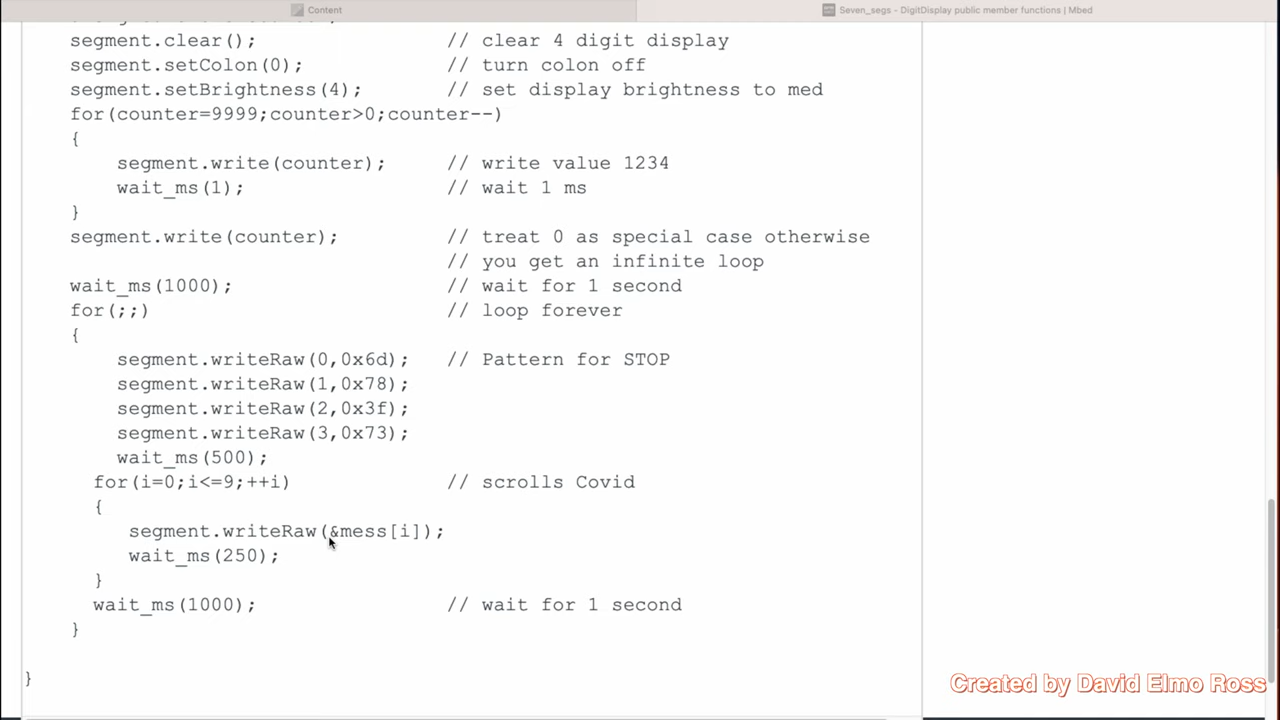 Content
Seven_segs - DigitDisplay public member functions | Mbed
segment.clear(); // clear 4 digit display
segment.setColon(0); // turn colon off
segment.setBrightness(4); // set display brightness to med
for(counter=9999;counter>0;counter--)
{
segment.write(counter); // write value 1234
wait_ms(1); // wait 1 ms
}
segment.write(counter); // treat 0 as special case otherwise
// you get an infinite loop
wait_ms(1000); // wait for 1 second
for(;;) // loop forever
{
segment.writeRaw(0,0x6d); // Pattern for STOP
segment.writeRaw(1,0x78);
segment.writeRaw(2,0x3f);
segment.writeRaw(3,0x73);
wait_ms(500);
for(i=0;i<=9;++i) // scrolls Covid
{
segment.writeRaw(&mess[i]);
wait_ms(250);
}
wait_ms(1000); // wait for 1 second
}
}
Created by David Elmo Ross